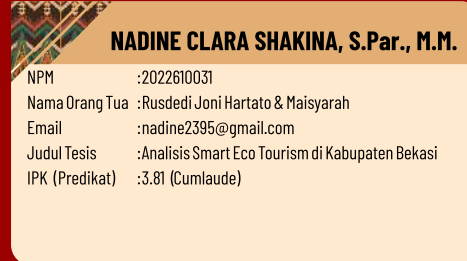 NADINE CLARA SHAKINA, S.Par., M.M.
NPM :2022610031
Nama Orang Tua :Rusdedi Joni Hartato & Maisyarah
Email :nadine2395@gmail.com
Judul Tesis :Analisis Smart Eco Tourism di Kabupaten Bekasi
IPK (Predikat) :3.81 (Cumlaude)